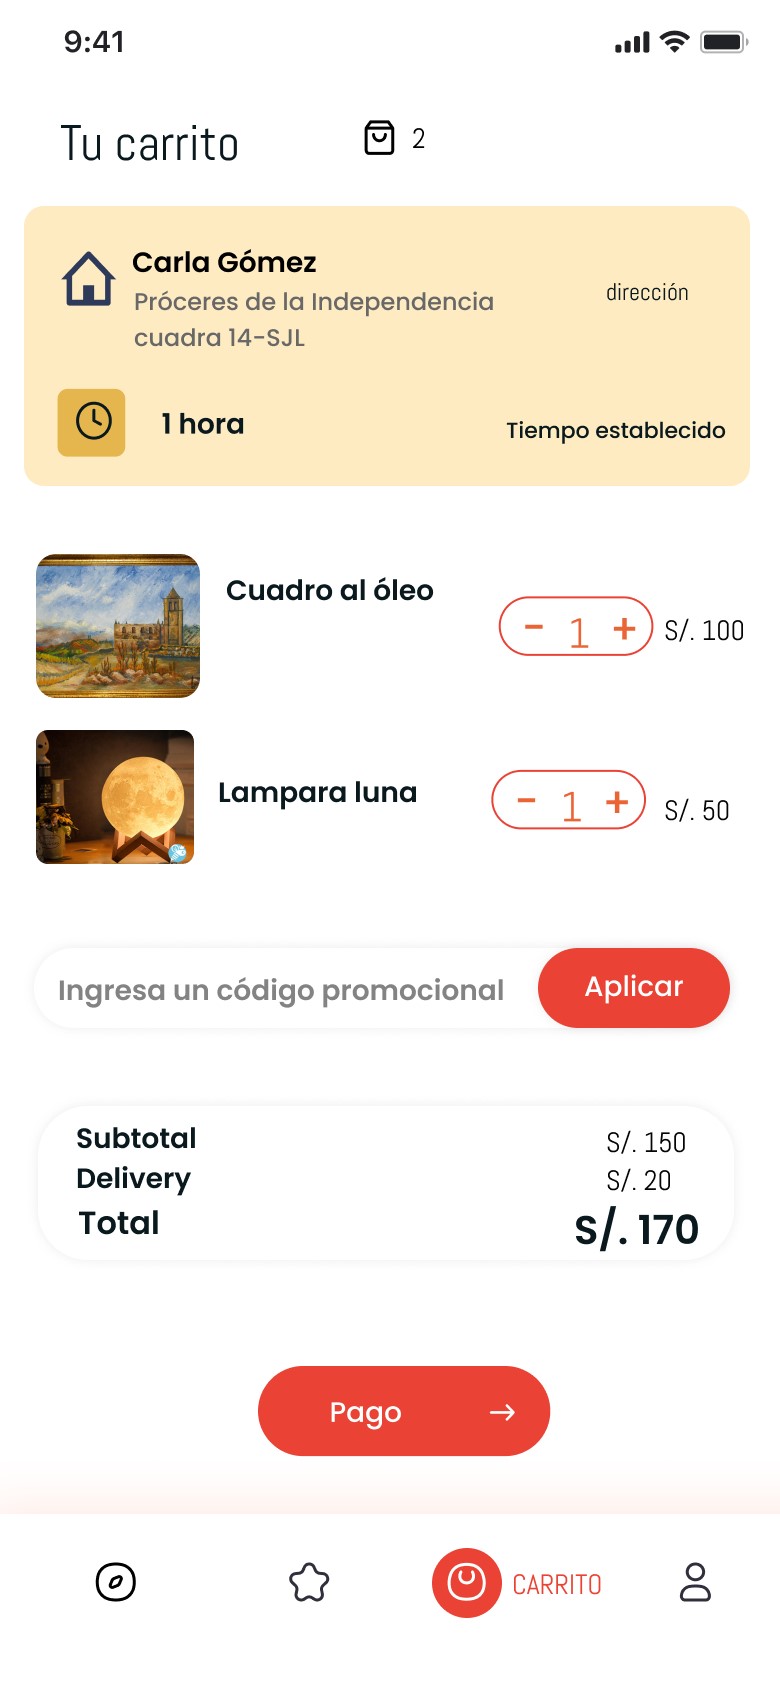 9:41
Tu carrito
2
Carla Gómez
Próceres de la Independencia
cuadra 14-SJL
dirección
1 hora
Tiempo establecido
Cuadro al óleo
- 1 +
S/. 100
Lampara luna
- 1 +
S/. 50
Ingresa un código promocional
Aplicar
Subtotal S/. 150
Delivery S/. 20
Total S/. 170
Pago →
CARRITO